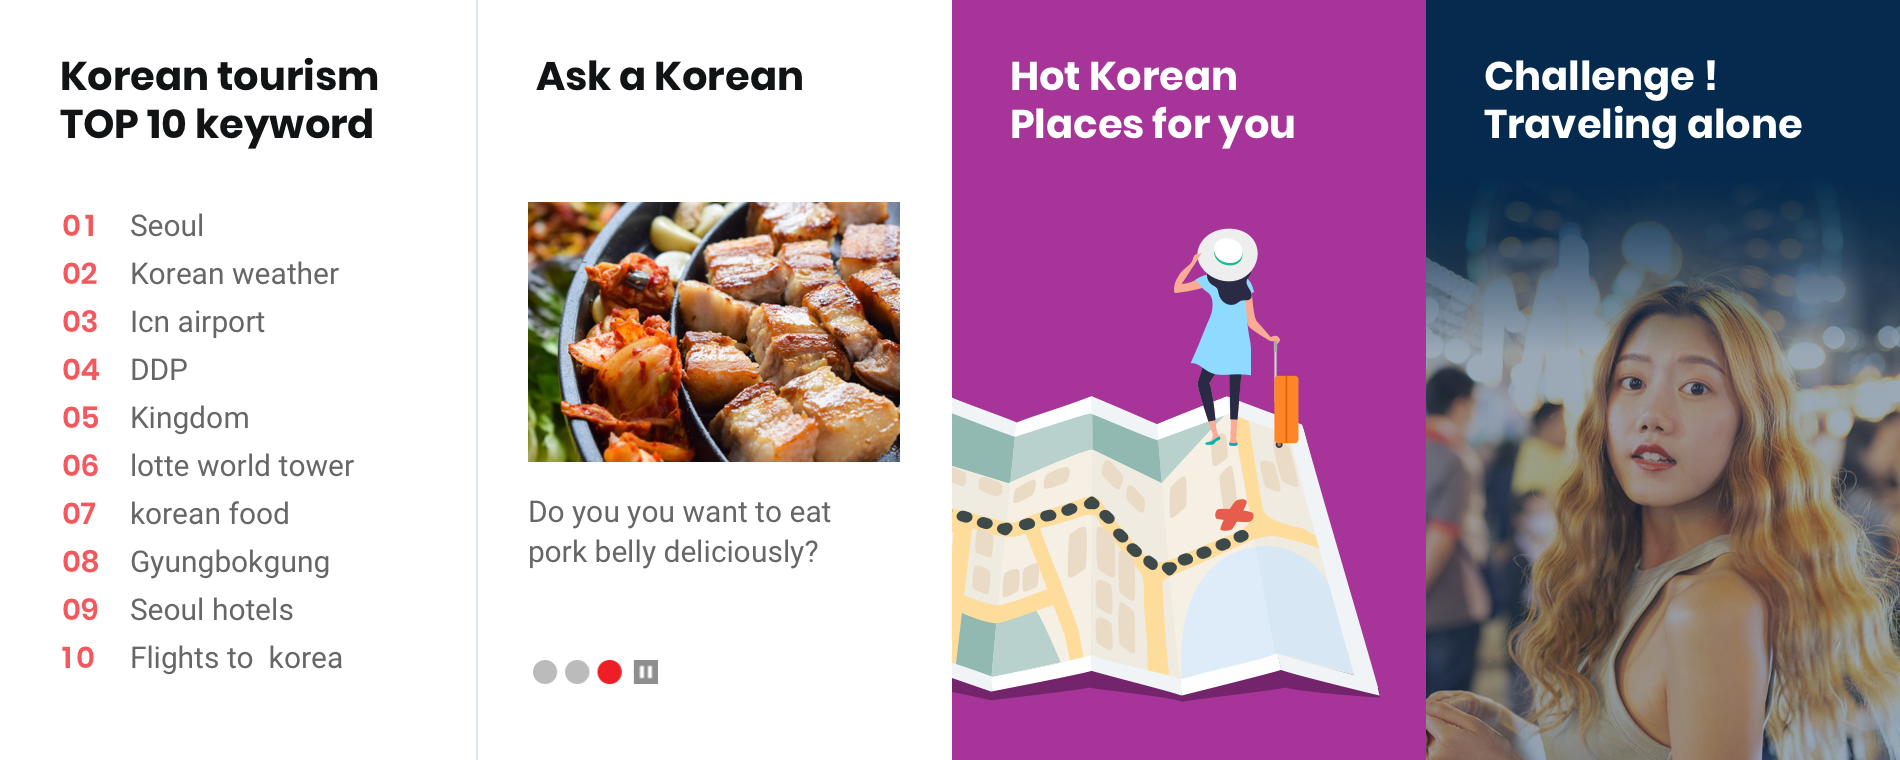 Korean tourism
TOP 10 keyword
01 Seoul
02 Korean weather
03 Icn airport
04 DDP
05 Kingdom
06 lotte world tower
07 korean food
08 Gyungbokgung
09 Seoul hotels
10 Flights to  korea
Ask a Korean
Do you you want to eat
pork belly deliciously?
Hot Korean
Places for you
Challenge !
Traveling alone